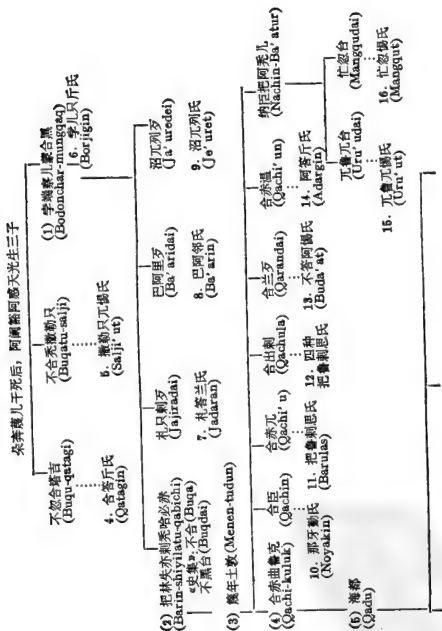 朵奔篾儿干死后，阿阑豁阿感天光生三子
不忽合塔吉
(Buqu-qatagi)
4. 合答斤氏
(Qatagin)
不合秃撒勒只
(Buqatu-salji)
5. 撒勒只兀惕氏
(Salji'ut)
(1) 孛端察儿蒙合黑
(Bodonchar-mungqaq)
6. 孛儿只斤氏
(Borjigin)
(2) 把林失亦剌秃哈必赤
(Barin-shiyilatu-qabichi)
《史集》：不合(Buqa)
不黑台(Buqdai)
札只剌歹
(Jajiradai)
7. 札答兰氏
(Jadaran)
巴阿里歹
(Ba'aridai)
8. 巴阿邻氏
(Ba'arin)
沼兀列歹
(Ja'uredei)
9. 沼兀列氏
(Je'uret)
(3) 篾年土敦(Menen-tudun)
(4) 合赤曲鲁克
(Qachi-kuluk)
合臣
(Qachin)
10. 那牙勤氏
(Noyakin)
合赤兀
(Qachi'u)
11. 把鲁剌思氏
(Barulas)
合出剌
(Qachula)
12. 四种
把鲁剌思氏
合兰歹
(Qarandai)
13. 不答阿惕氏
(Buda'at)
合赤温
(Qachi'un)
14. 阿答斤氏
(Adargin)
纳臣把阿秃儿
(Nachin-Ba'atur)
兀鲁兀台
(Uru'udai)
15. 兀鲁兀惕氏
(Uru'ut)
忙忽台
(Mangqudai)
16. 忙忽惕氏
(Mangqut)
(5) 海都
(Qadu)